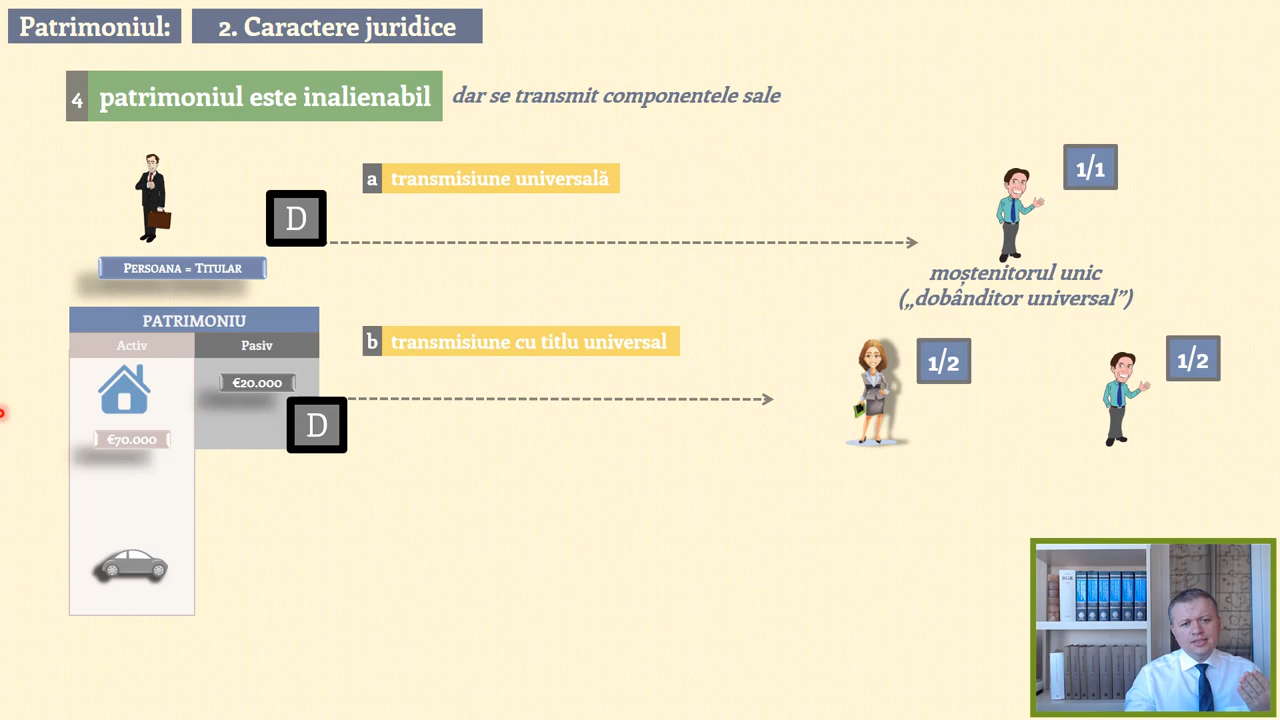 Patrimoniul:
2. Caractere juridice
4 patrimoniul este inalienabil
dar se transmit componentele sale
a transmisiune universală
D
1/1
Persoana = Titular
moștenitorul unic
(„dobânditor universal”)
PATRIMONIU
Activ
Pasiv
€20.000
€70.000
b transmisiune cu titlu universal
D
1/2
1/2